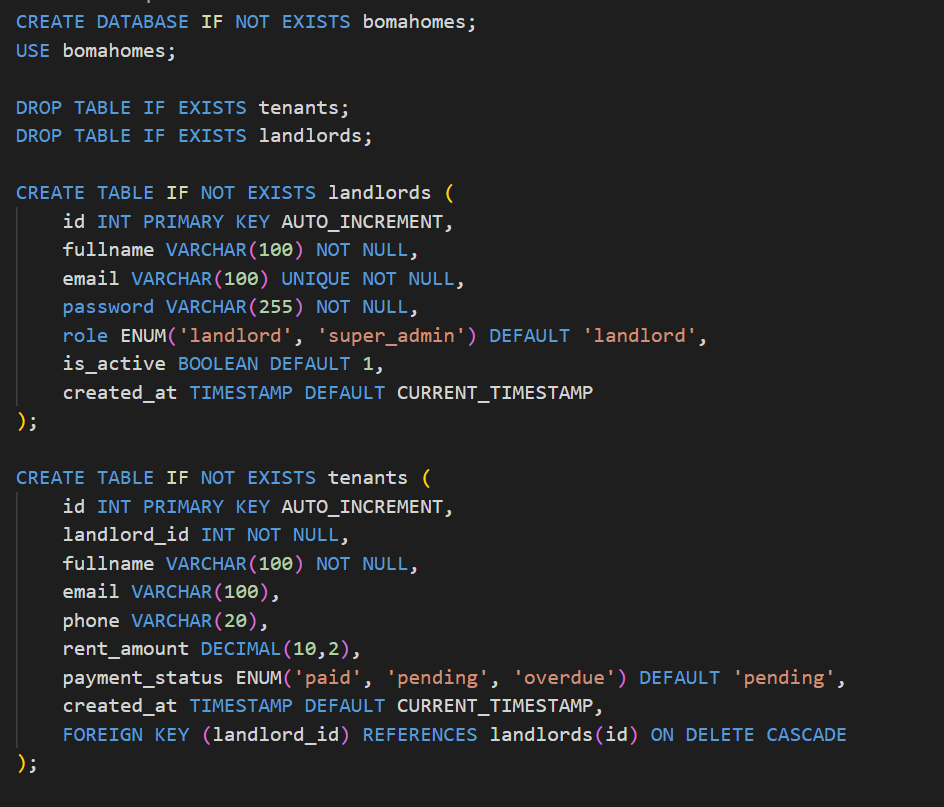 CREATE DATABASE IF NOT EXISTS bomahomes;
USE bomahomes;

DROP TABLE IF EXISTS tenants;
DROP TABLE IF EXISTS landlords;

CREATE TABLE IF NOT EXISTS landlords (
    id INT PRIMARY KEY AUTO_INCREMENT,
    fullname VARCHAR(100) NOT NULL,
    email VARCHAR(100) UNIQUE NOT NULL,
    password VARCHAR(255) NOT NULL,
    role ENUM('landlord', 'super_admin') DEFAULT 'landlord',
    is_active BOOLEAN DEFAULT 1,
    created_at TIMESTAMP DEFAULT CURRENT_TIMESTAMP
);

CREATE TABLE IF NOT EXISTS tenants (
    id INT PRIMARY KEY AUTO_INCREMENT,
    landlord_id INT NOT NULL,
    fullname VARCHAR(100) NOT NULL,
    email VARCHAR(100),
    phone VARCHAR(20),
    rent_amount DECIMAL(10,2),
    payment_status ENUM('paid', 'pending', 'overdue') DEFAULT 'pending',
    created_at TIMESTAMP DEFAULT CURRENT_TIMESTAMP,
    FOREIGN KEY (landlord_id) REFERENCES landlords(id) ON DELETE CASCADE
);